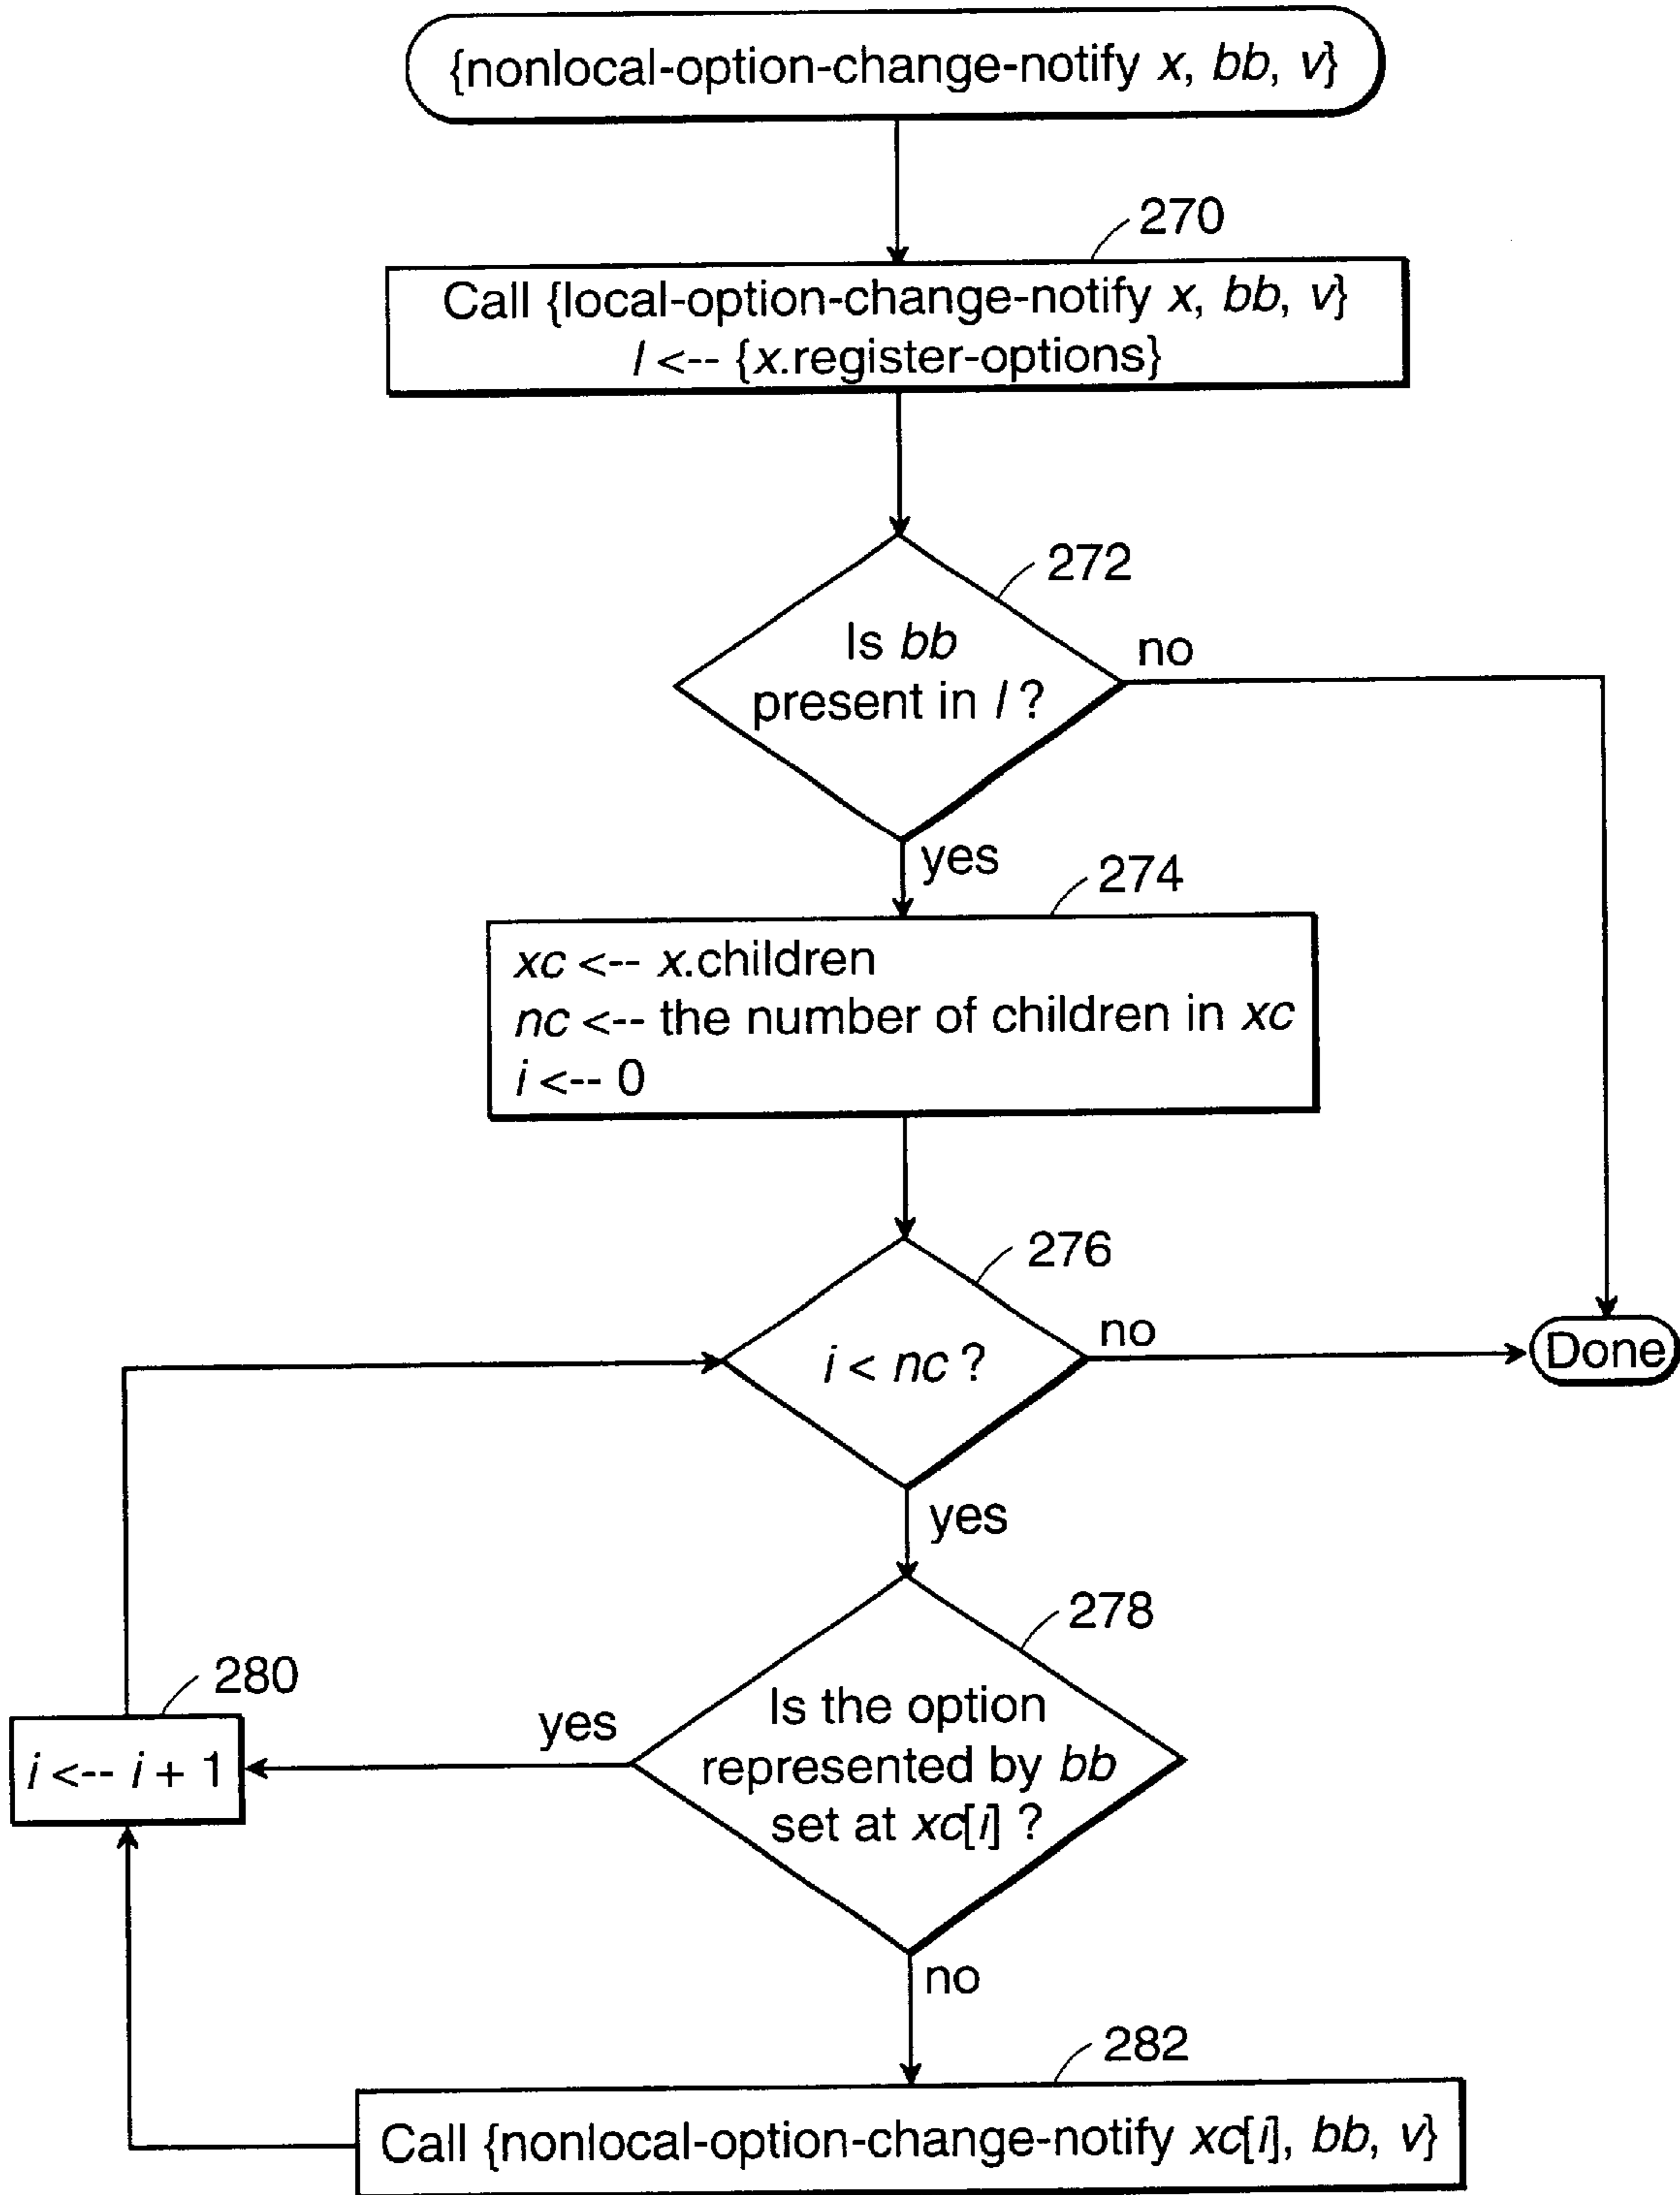 {nonlocal-option-change-notify x, bb, v}
270
Call {local-option-change-notify x, bb, v}
l <-- {x.register-options}
272
Is bb
present in l ?
no
yes
274
xc <-- x.children
nc <-- the number of children in xc
i <-- 0
276
i < nc ?
no
Done
yes
278
Is the option
represented by bb
set at xc[i] ?
yes
280
i <-- i + 1
no
282
Call {nonlocal-option-change-notify xc[i], bb, v}